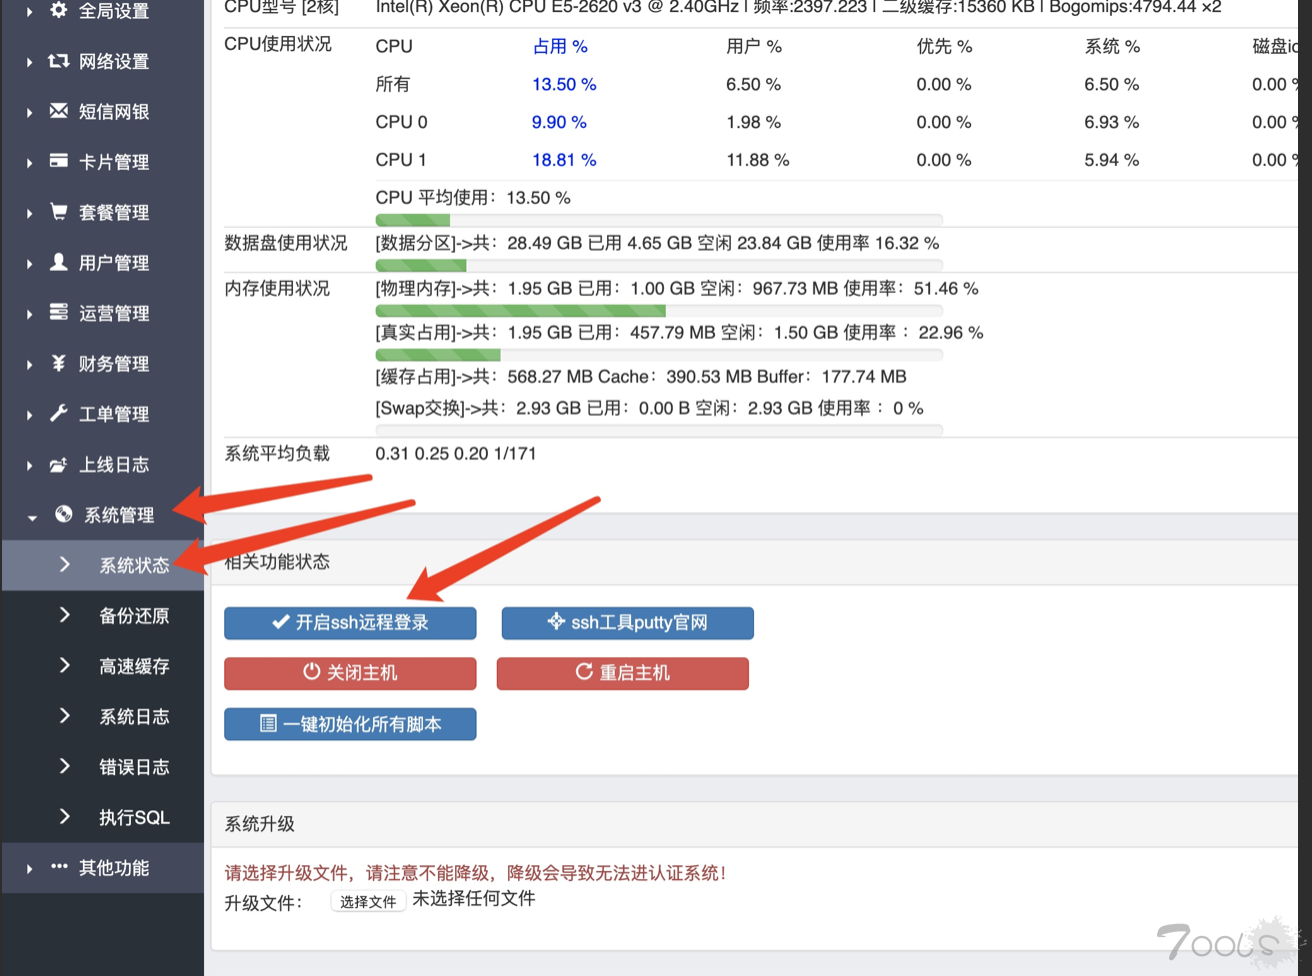 全局设置
网络设置
短信网银
卡片管理
套餐管理
用户管理
运营管理
财务管理
工单管理
上线日志
系统管理
系统状态
备份还原
高速缓存
系统日志
错误日志
执行SQL
其他功能
CPU型号 [2核] Intel(R) Xeon(R) CPU E5-2620 v3 @ 2.40GHz | 频率:2397.223 | 二级缓存:15360 KB | Bogomips:4794.44 ×2
CPU使用状况 CPU 占用 % 用户 % 优先 % 系统 % 磁盘io
所有 13.50 % 6.50 % 0.00 % 6.50 % 0.00 %
CPU 0 9.90 % 1.98 % 0.00 % 6.93 % 0.00 %
CPU 1 18.81 % 11.88 % 0.00 % 5.94 % 0.00 %
CPU 平均使用：13.50 %
数据盘使用状况 [数据分区]->共：28.49 GB 已用 4.65 GB 空闲 23.84 GB 使用率 16.32 %
内存使用状况 [物理内存]->共：1.95 GB 已用：1.00 GB 空闲：967.73 MB 使用率：51.46 %
[真实占用]->共：1.95 GB 已用：457.79 MB 空闲：1.50 GB 使用率 ：22.96 %
[缓存占用]->共：568.27 MB Cache：390.53 MB Buffer：177.74 MB
[Swap交换]->共：2.93 GB 已用：0.00 B 空闲：2.93 GB 使用率 ：0 %
系统平均负载 0.31 0.25 0.20 1/171
相关功能状态
开启ssh远程登录 ssh工具putty官网
关闭主机 重启主机
一键初始化所有脚本
系统升级
请选择升级文件，请注意不能降级，降级会导致无法进认证系统！
升级文件： 选择文件 未选择任何文件
7ools